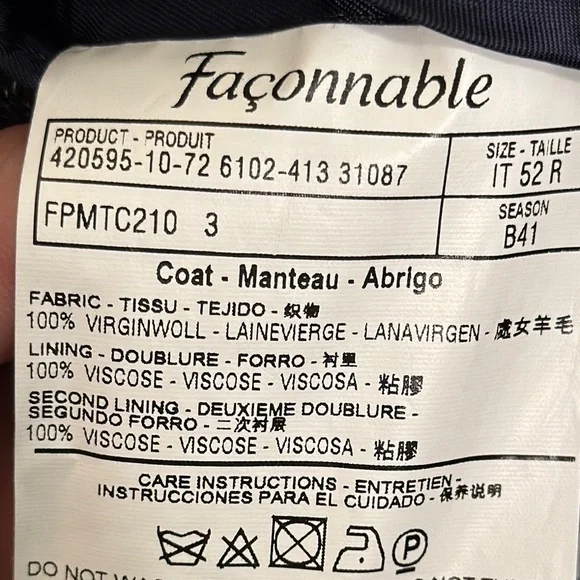 Façonnable
PRODUCT - PRODUIT
420595-10-72 6102-413 31087
SIZE - TAILLE
IT 52 R
FPMTC210 3
SEASON
B41
Coat - Manteau - Abrigo
FABRIC - TISSU - TEJIDO - 织物
100% VIRGINWOLL - LAINEVIERGE - LANAVIRGEN - 處女羊毛
LINING - DOUBLURE - FORRO - 衬里
100% VISCOSE - VISCOSE - VISCOSA - 粘膠
SECOND LINING - DEUXIEME DOUBLURE -
SEGUNDO FORRO - 二次衬展
100% VISCOSE - VISCOSE - VISCOSA - 粘膠
CARE INSTRUCTIONS - ENTRETIEN -
INSTRUCCIONES PARA EL CUIDADO - 保养说明
P
DO NOT